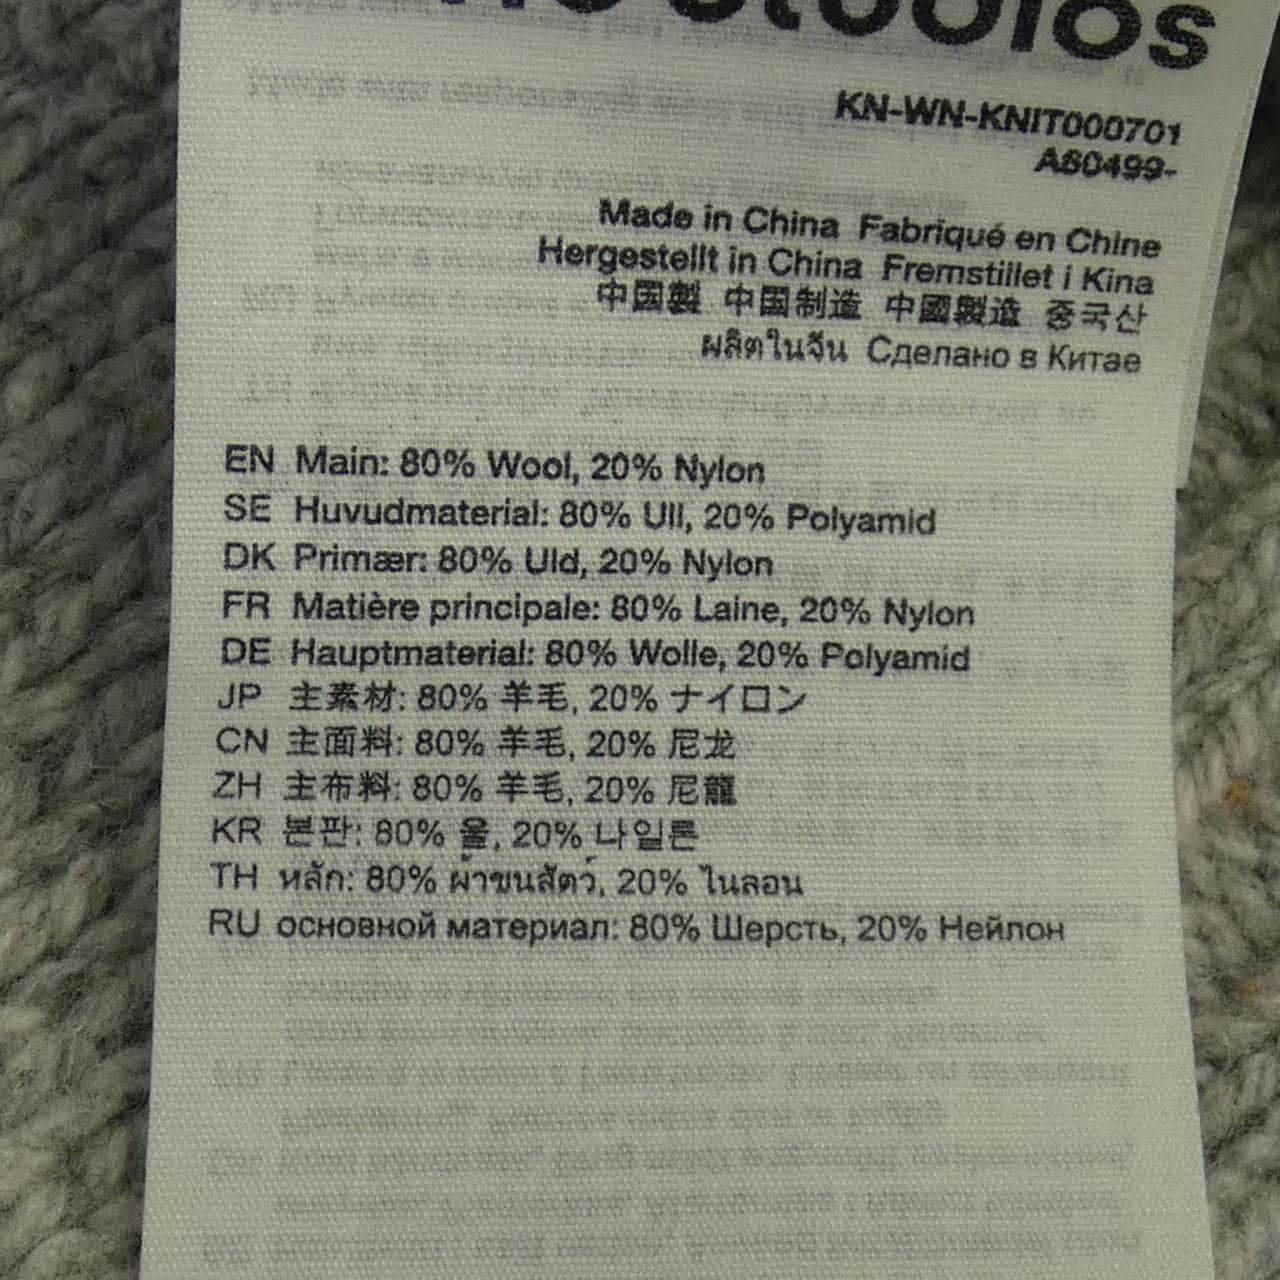 studios
KN-WN-KNIT000701
A60499-
Made in China Fabriqué en Chine
Hergestellt in China Fremstillet i Kina
中国製 中国制造 中國製造 중국산
ผลิตในจีน Сделано в Китае
EN Main: 80% Wool, 20% Nylon
SE Huvudmaterial: 80% Ull, 20% Polyamid
DK Primær: 80% Uld, 20% Nylon
FR Matière principale: 80% Laine, 20% Nylon
DE Hauptmaterial: 80% Wolle, 20% Polyamid
JP 主素材: 80% 羊毛, 20% ナイロン
CN 主面料: 80% 羊毛, 20% 尼龙
ZH 主布料: 80% 羊毛, 20% 尼龍
KR 본판: 80% 울, 20% 나일론
TH หลัก: 80% ผ้าขนสัตว์, 20% ไนลอน
RU основной материал: 80% Шерсть, 20% Нейлон